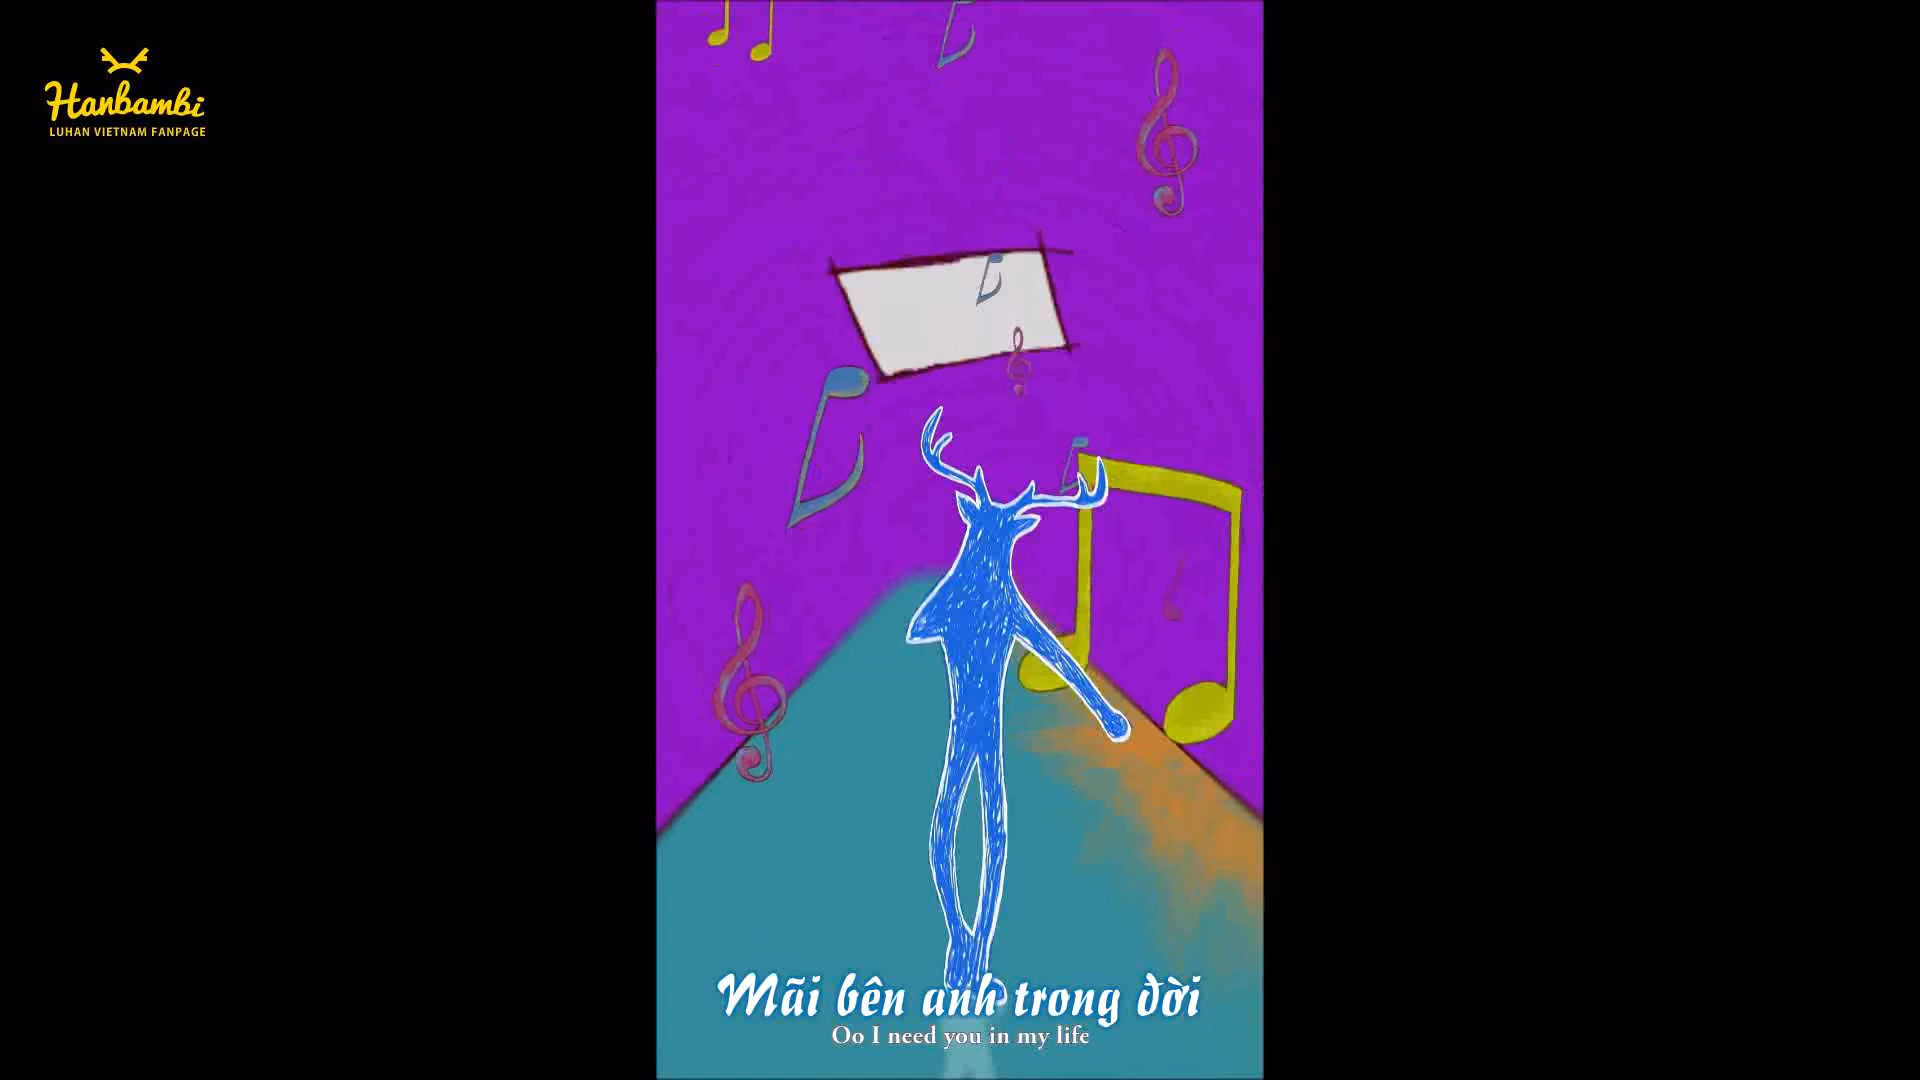 Hanbambi
LUHAN VIETNAM FANPAGE
Mãi bên anh trong đời
Oo I need you in my life